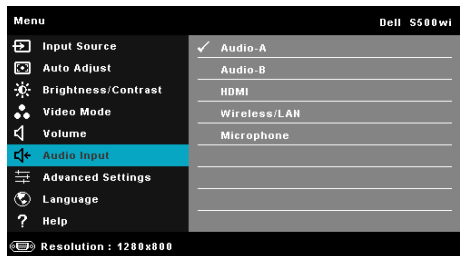 Menu Dell S500wi
Input Source
Auto Adjust
Brightness/Contrast
Video Mode
Volume
Audio Input
Advanced Settings
Language
? Help
Audio-A
Audio-B
HDMI
Wireless/LAN
Microphone
Resolution : 1280x800